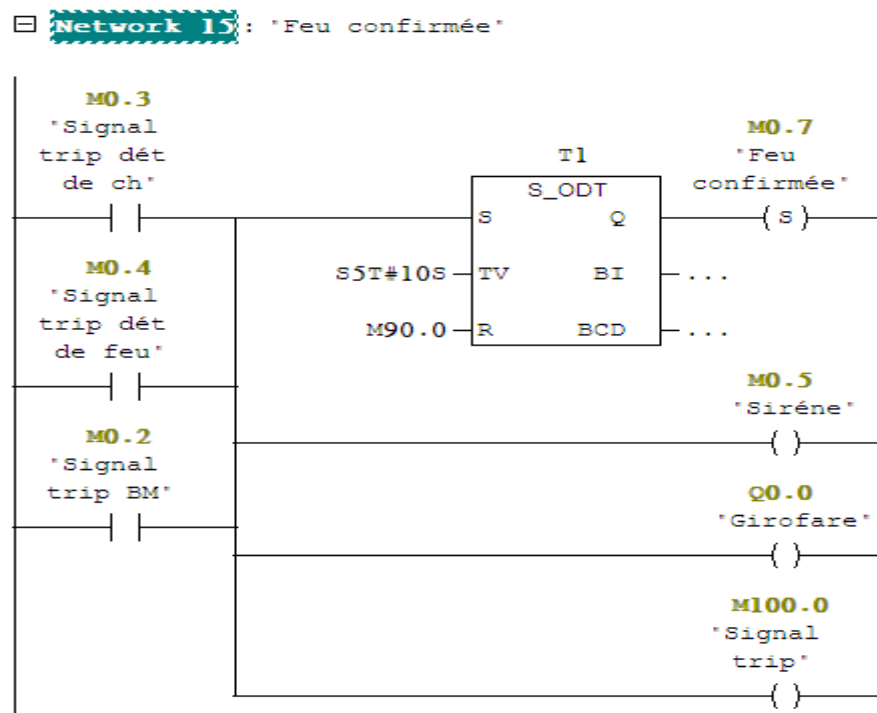 Network 15: "Feu confirmée"
M0.3
"Signal
trip dét
de ch"
M0.7
"Feu
confirmée"
T1
S_ODT
S
Q
( S )
M0.4
"Signal
trip dét
de feu"
S5T#10S
TV
BI
...
M90.0
R
BCD
...
M0.5
"Siréne"
M0.2
"Signal
trip BM"
Q0.0
"Girofare"
M100.0
"Signal
trip"